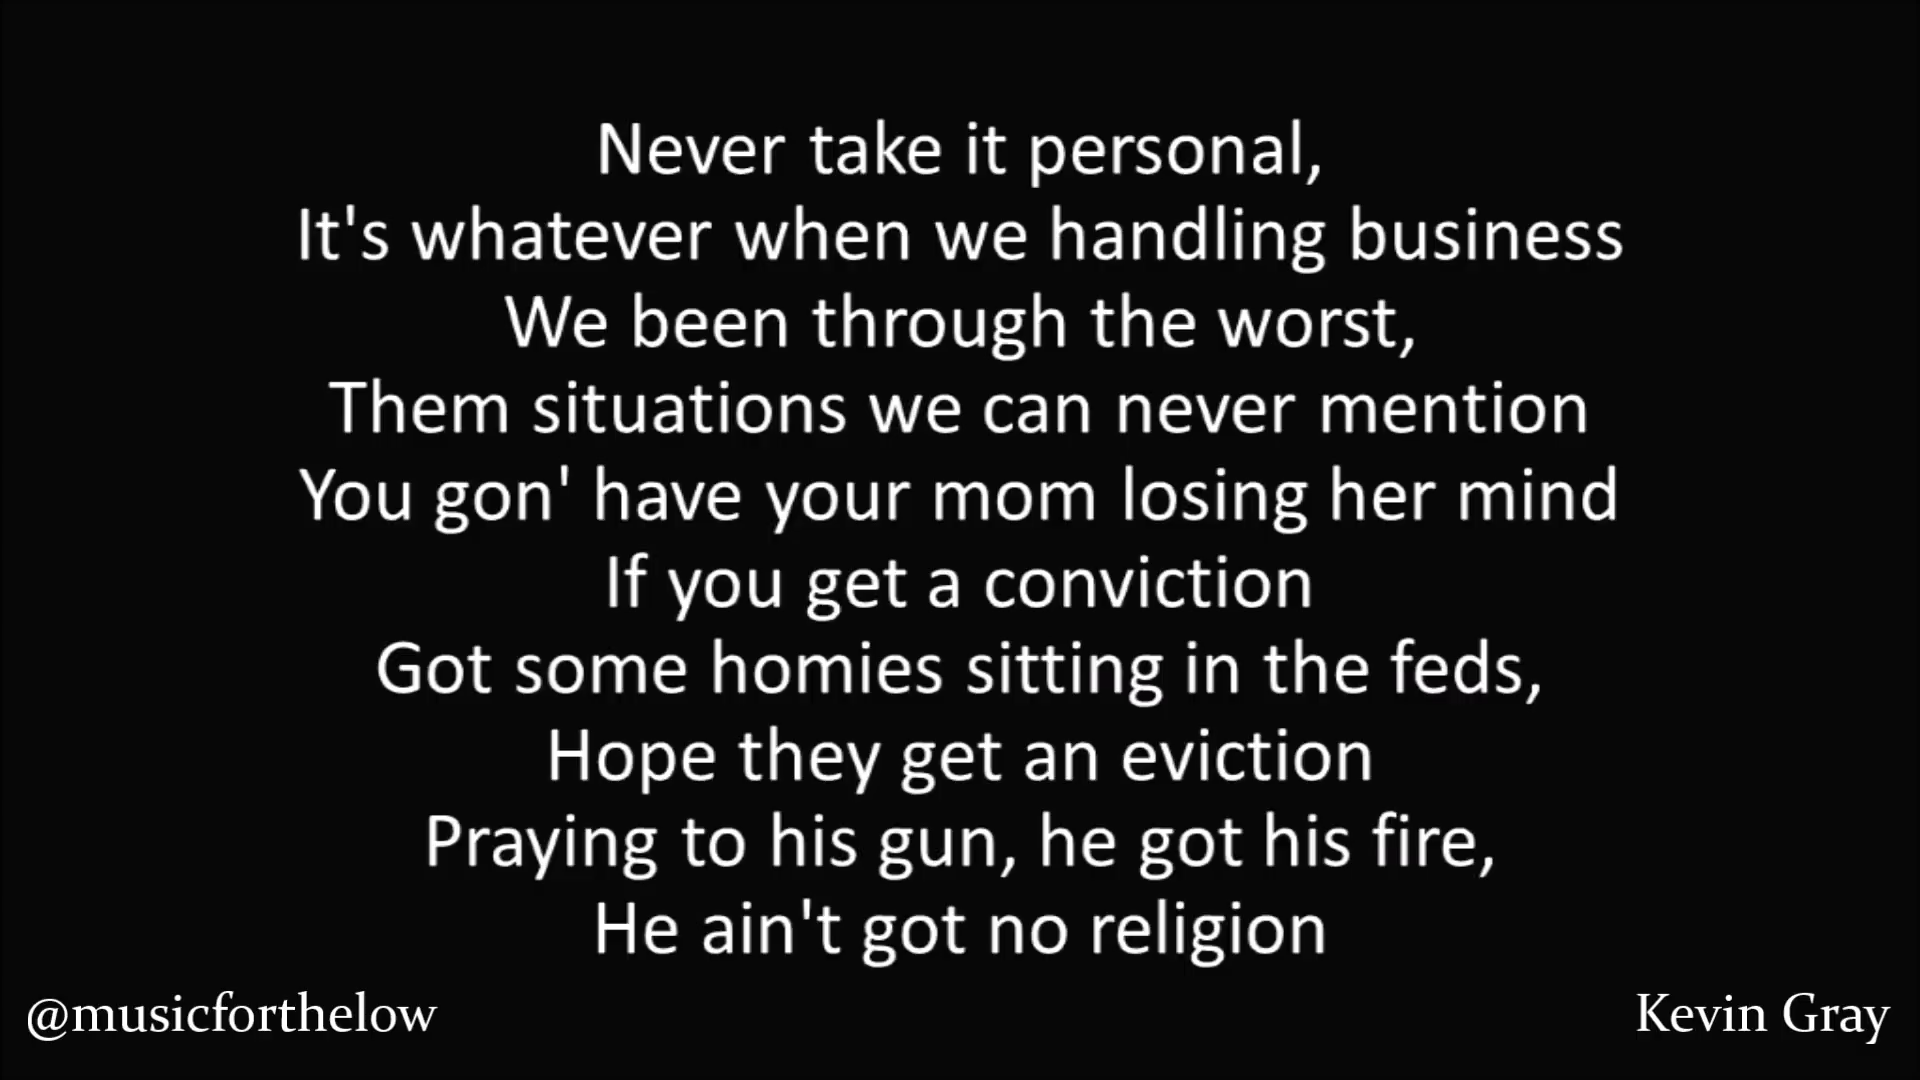 Never take it personal,
It's whatever when we handling business
We been through the worst,
Them situations we can never mention
You gon' have your mom losing her mind
If you get a conviction
Got some homies sitting in the feds,
Hope they get an eviction
Praying to his gun, he got his fire,
He ain't got no religion
@musicforthelow
Kevin Gray